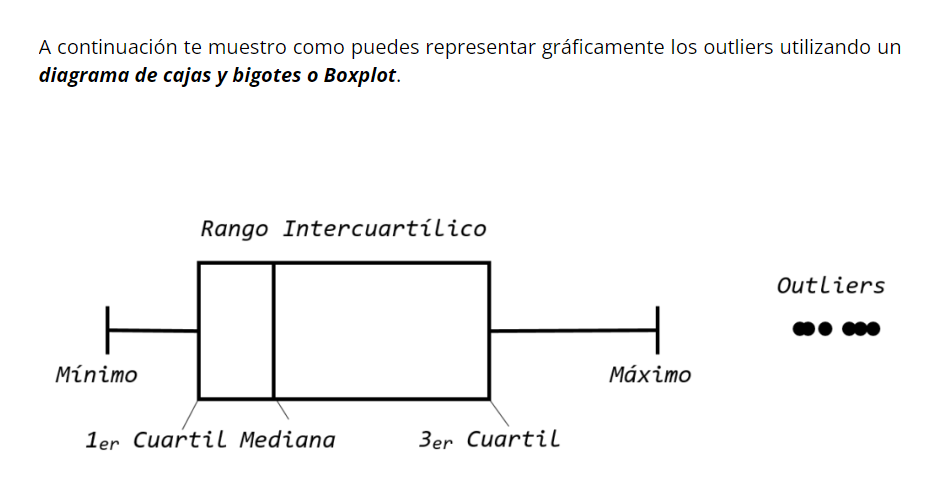 A continuación te muestro como puedes representar gráficamente los outliers utilizando un
diagrama de cajas y bigotes o Boxplot.
Rango Intercuartílico
Outliers
Mínimo
Máximo
1er Cuartil Mediana
3er Cuartil